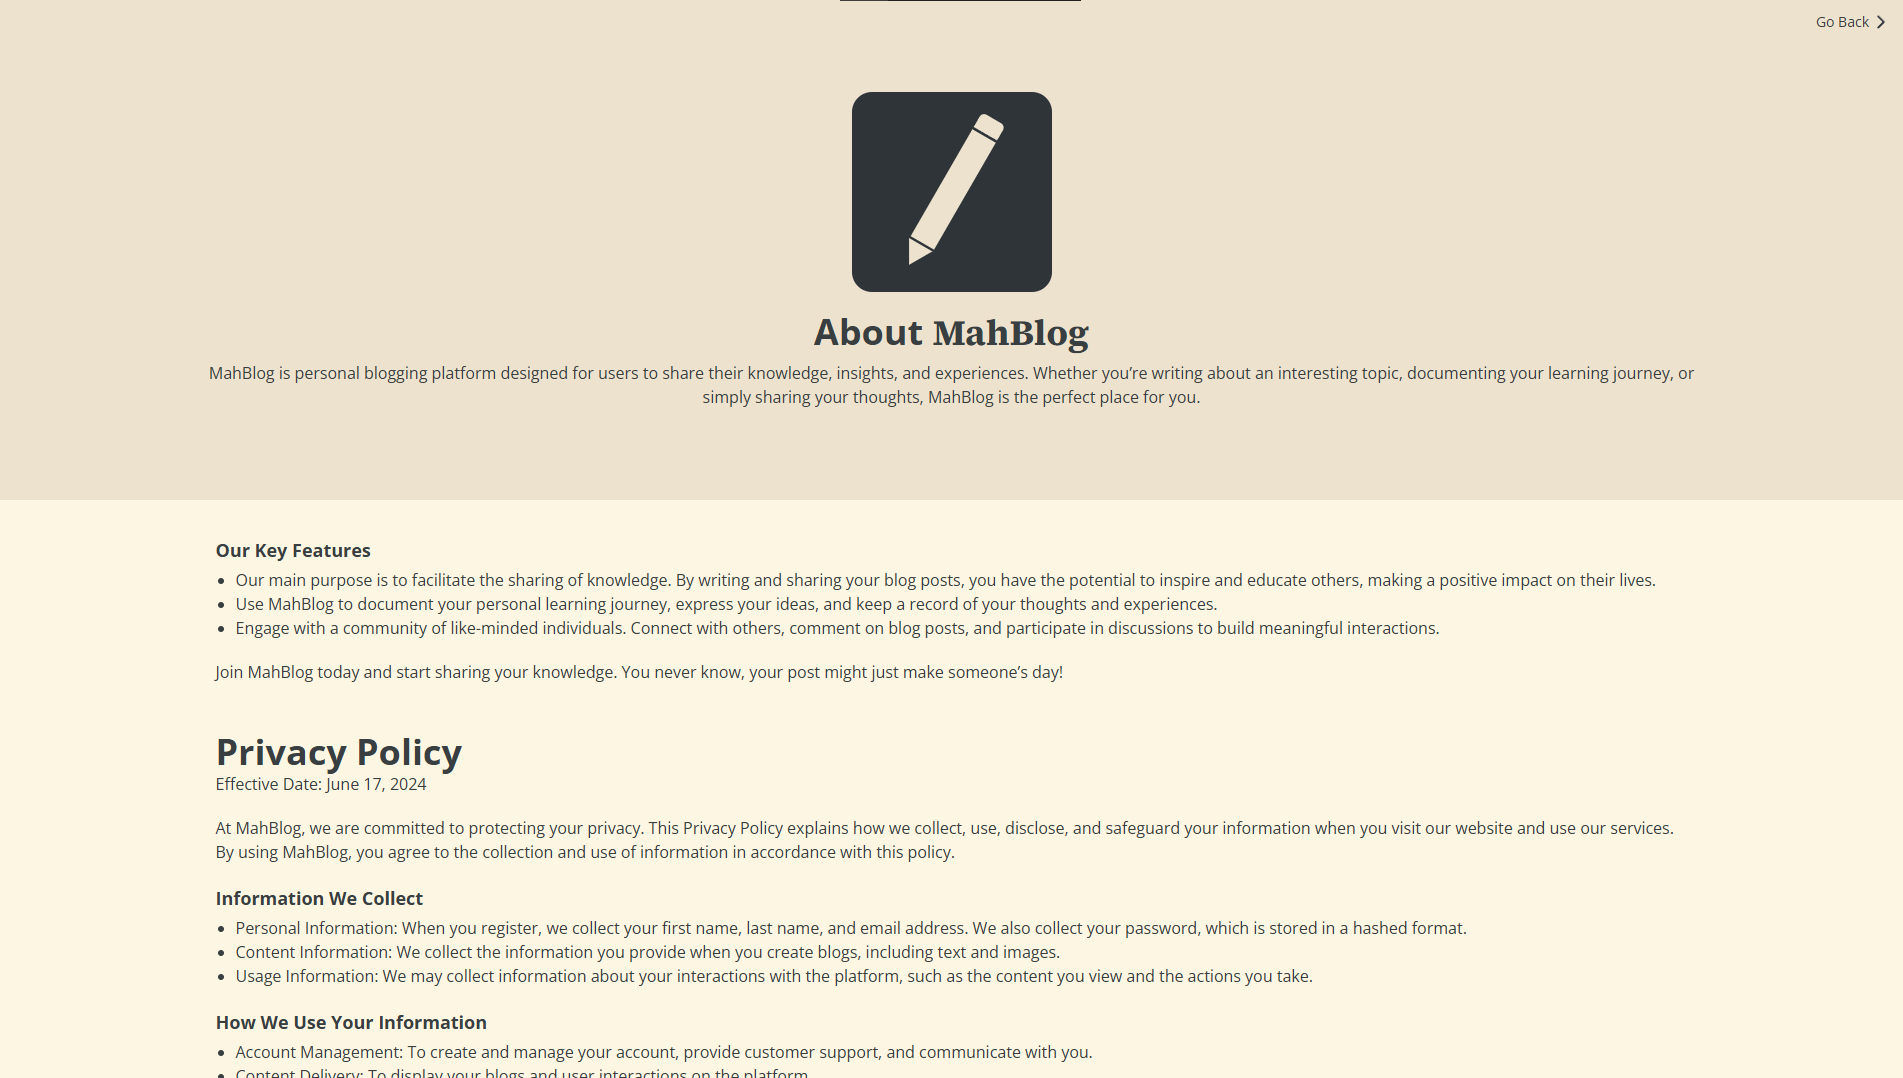 Go Back
About MahBlog
MahBlog is personal blogging platform designed for users to share their knowledge, insights, and experiences. Whether you’re writing about an interesting topic, documenting your learning journey, or
simply sharing your thoughts, MahBlog is the perfect place for you.
Our Key Features
• Our main purpose is to facilitate the sharing of knowledge. By writing and sharing your blog posts, you have the potential to inspire and educate others, making a positive impact on their lives.
• Use MahBlog to document your personal learning journey, express your ideas, and keep a record of your thoughts and experiences.
• Engage with a community of like-minded individuals. Connect with others, comment on blog posts, and participate in discussions to build meaningful interactions.
Join MahBlog today and start sharing your knowledge. You never know, your post might just make someone’s day!
Privacy Policy
Effective Date: June 17, 2024
At MahBlog, we are committed to protecting your privacy. This Privacy Policy explains how we collect, use, disclose, and safeguard your information when you visit our website and use our services.
By using MahBlog, you agree to the collection and use of information in accordance with this policy.
Information We Collect
• Personal Information: When you register, we collect your first name, last name, and email address. We also collect your password, which is stored in a hashed format.
• Content Information: We collect the information you provide when you create blogs, including text and images.
• Usage Information: We may collect information about your interactions with the platform, such as the content you view and the actions you take.
How We Use Your Information
• Account Management: To create and manage your account, provide customer support, and communicate with you.
• Content Delivery: To display your blogs and user interactions on the platform.